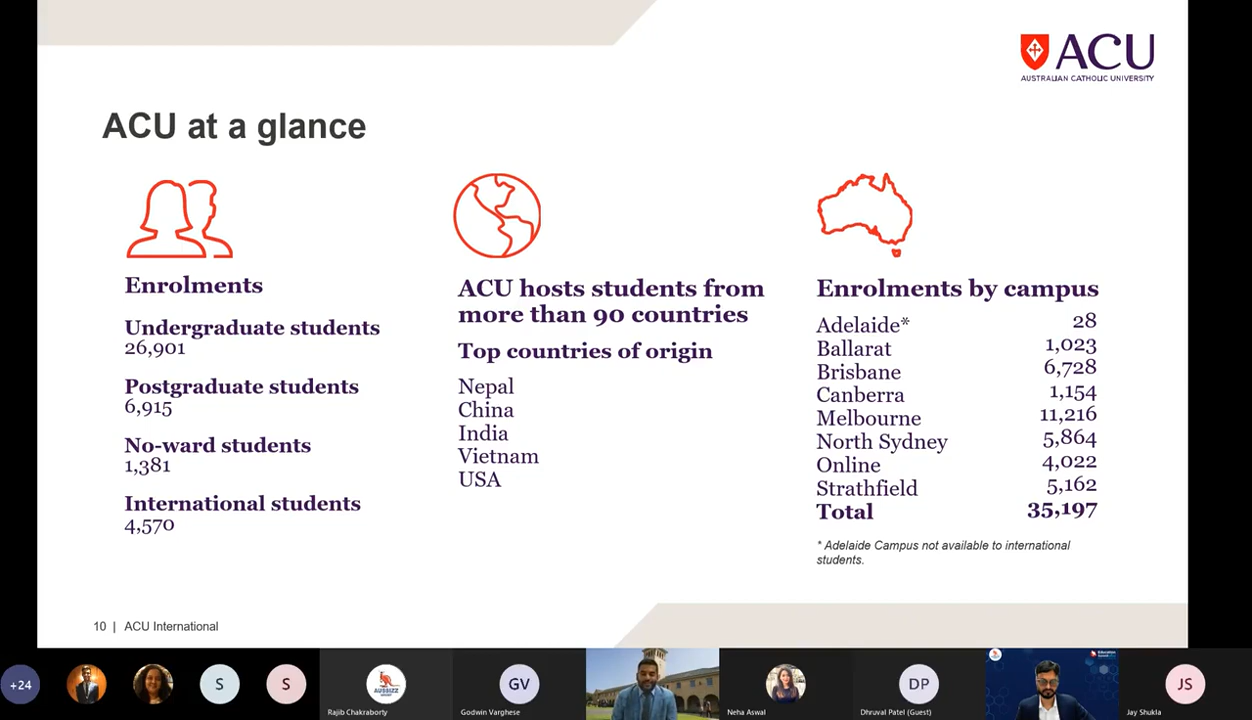 ACU
AUSTRALIAN CATHOLIC UNIVERSITY
ACU at a glance
Enrolments
Undergraduate students
26,901
Postgraduate students
6,915
No-ward students
1,381
International students
4,570
ACU hosts students from
more than 90 countries
Top countries of origin
Nepal
China
India
Vietnam
USA
Enrolments by campus
Adelaide* 28
Ballarat 1,023
Brisbane 6,728
Canberra 1,154
Melbourne 11,216
North Sydney 5,864
Online 4,022
Strathfield 5,162
Total 35,197
* Adelaide Campus not available to international
students.
10 | ACU International
+24
S
S
AUSBIZZ
Rajib Chakraborty
GV
Godwin Varghese
Neha Aswal
DP
Dhruval Patel (Guest)
JS
Jay Shukla